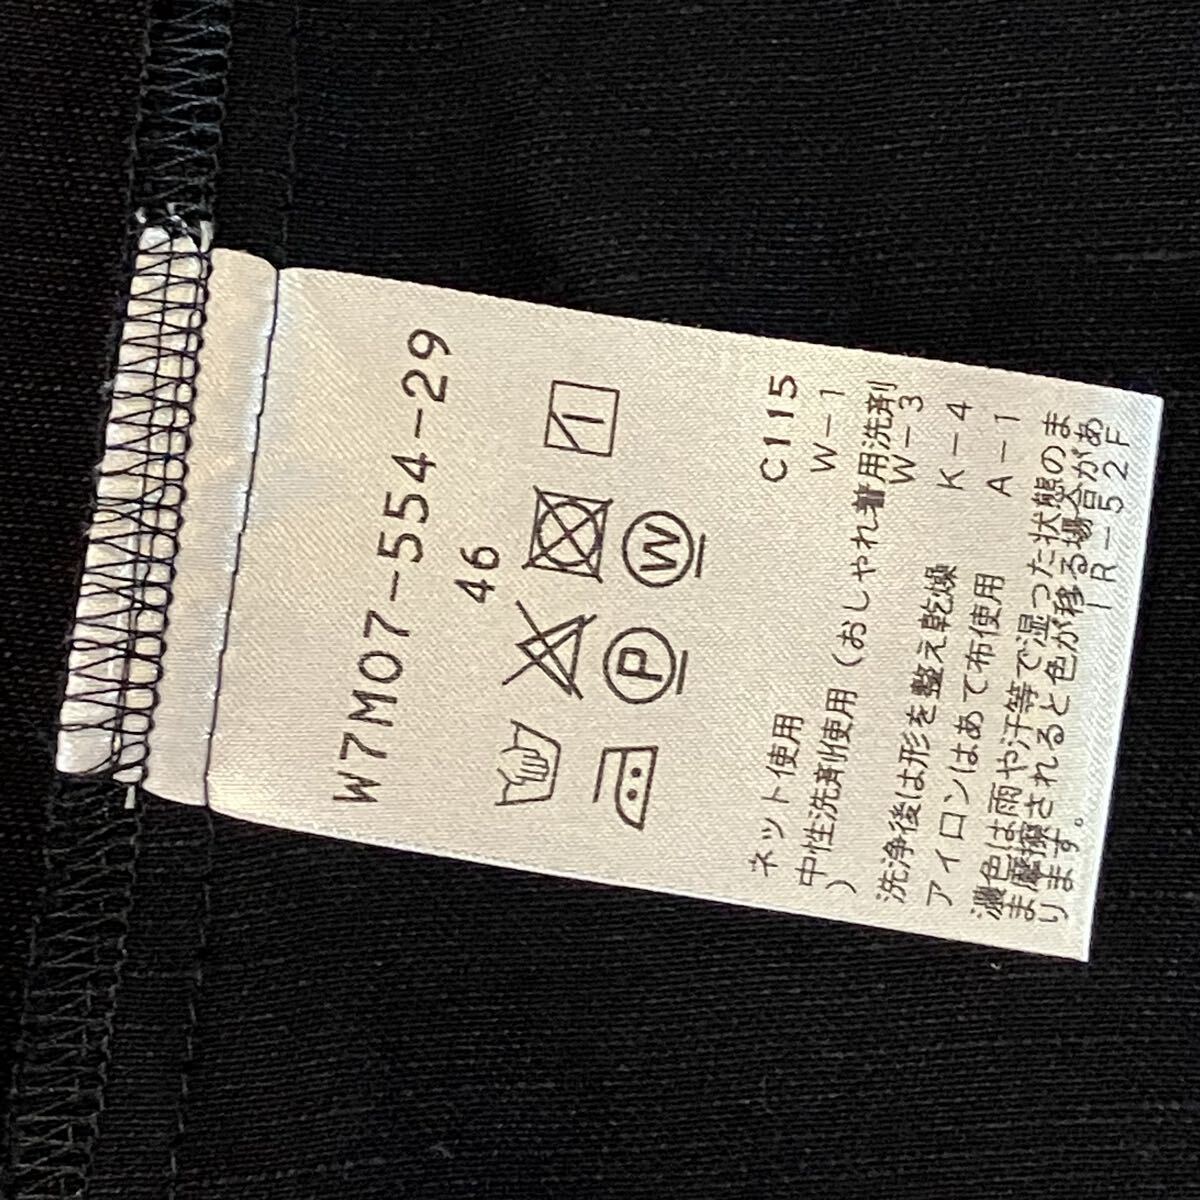 W7M07-554-29
46
P W
C115
ネット使用 W-1
中性洗剤使用（おしゃれ着用洗剤
） W-3
洗浄後は形を整え乾燥 K-4
アイロンはあて布使用 A-1
濃色は雨や汗等で湿った状態のま
ま摩擦されると色が移る場合があ
ります。 IR-52F